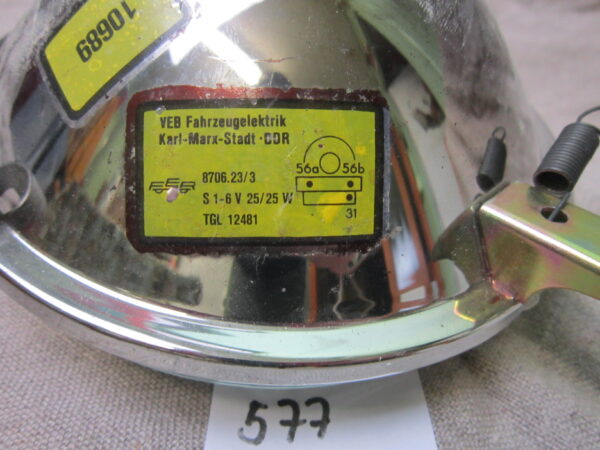 10689
VEB Fahrzeugelektrik
Karl-Marx-Stadt · DDR
8706.23/3
S 1-6 V 25/25 W
TGL 12481
56a 56b
31
577